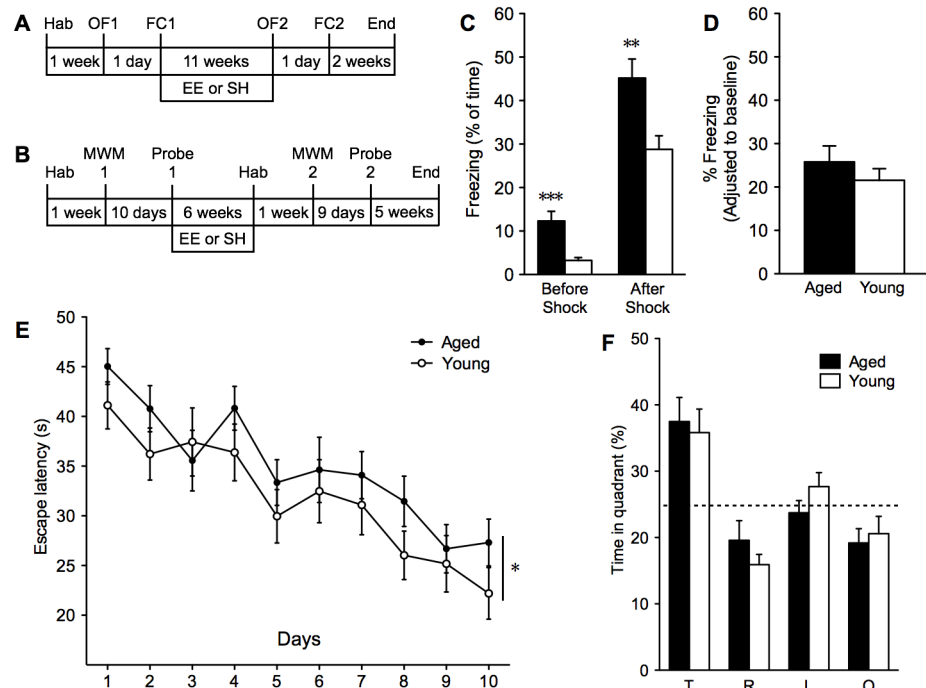 A
Hab OF1 FC1 OF2 FC2 End
1 week 1 day 11 weeks 1 day 2 weeks
EE or SH
B
MWM Probe MWM Probe
Hab 1 1 Hab 2 2 End
1 week 10 days 6 weeks 1 week 9 days 5 weeks
EE or SH
C
Freezing (% of time)
60
50
40
30
20
10
0
***
**
Before Shock
After Shock
D
% Freezing
(Adjusted to baseline)
60
50
40
30
20
10
0
Aged Young
E
Escape latency (s)
50
45
40
35
30
25
20
Aged
Young
*
Days
1 2 3 4 5 6 7 8 9 10
F
Time in quadrant (%)
50
40
30
20
10
0
Aged
Young
T R L O